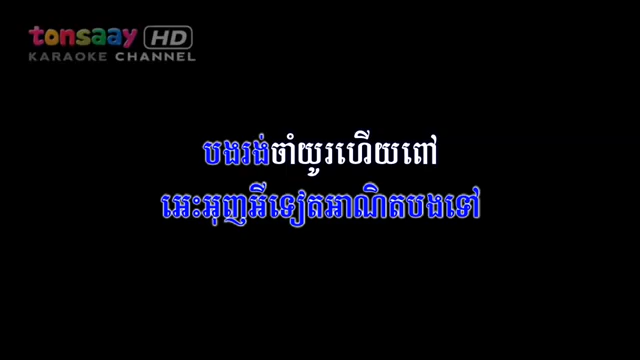 tonsaay HD
KARAOKE CHANNEL
បងរង់ចាំយូរហើយពៅ
អេះអុញអីទៀតអាណិតបងទៅ